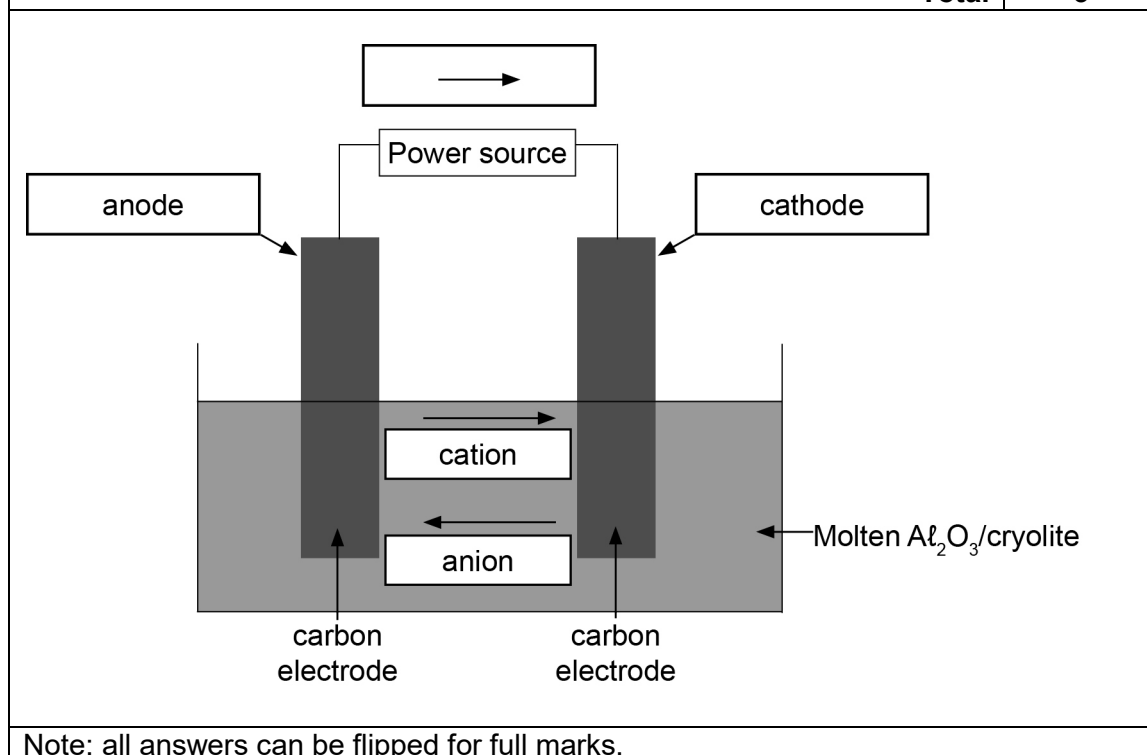 Total
Power source
anode
cathode
cation
anion
Molten Aℓ₂O₃/cryolite
carbon
electrode
carbon
electrode
Note: all answers can be flipped for full marks.